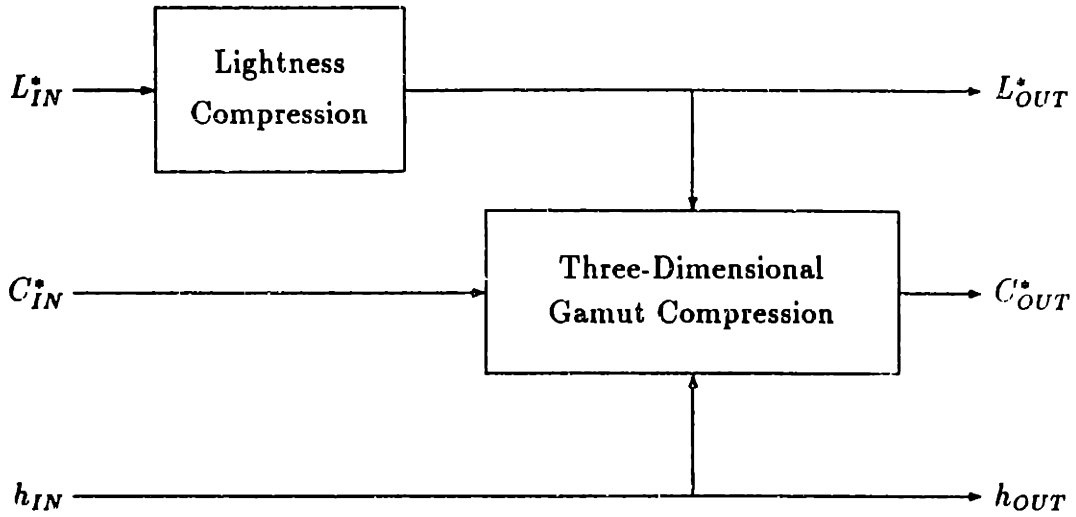 Lightness
Compression
L*IN
L*OUT
Three-Dimensional
Gamut Compression
C*IN
C*OUT
hIN
hOUT